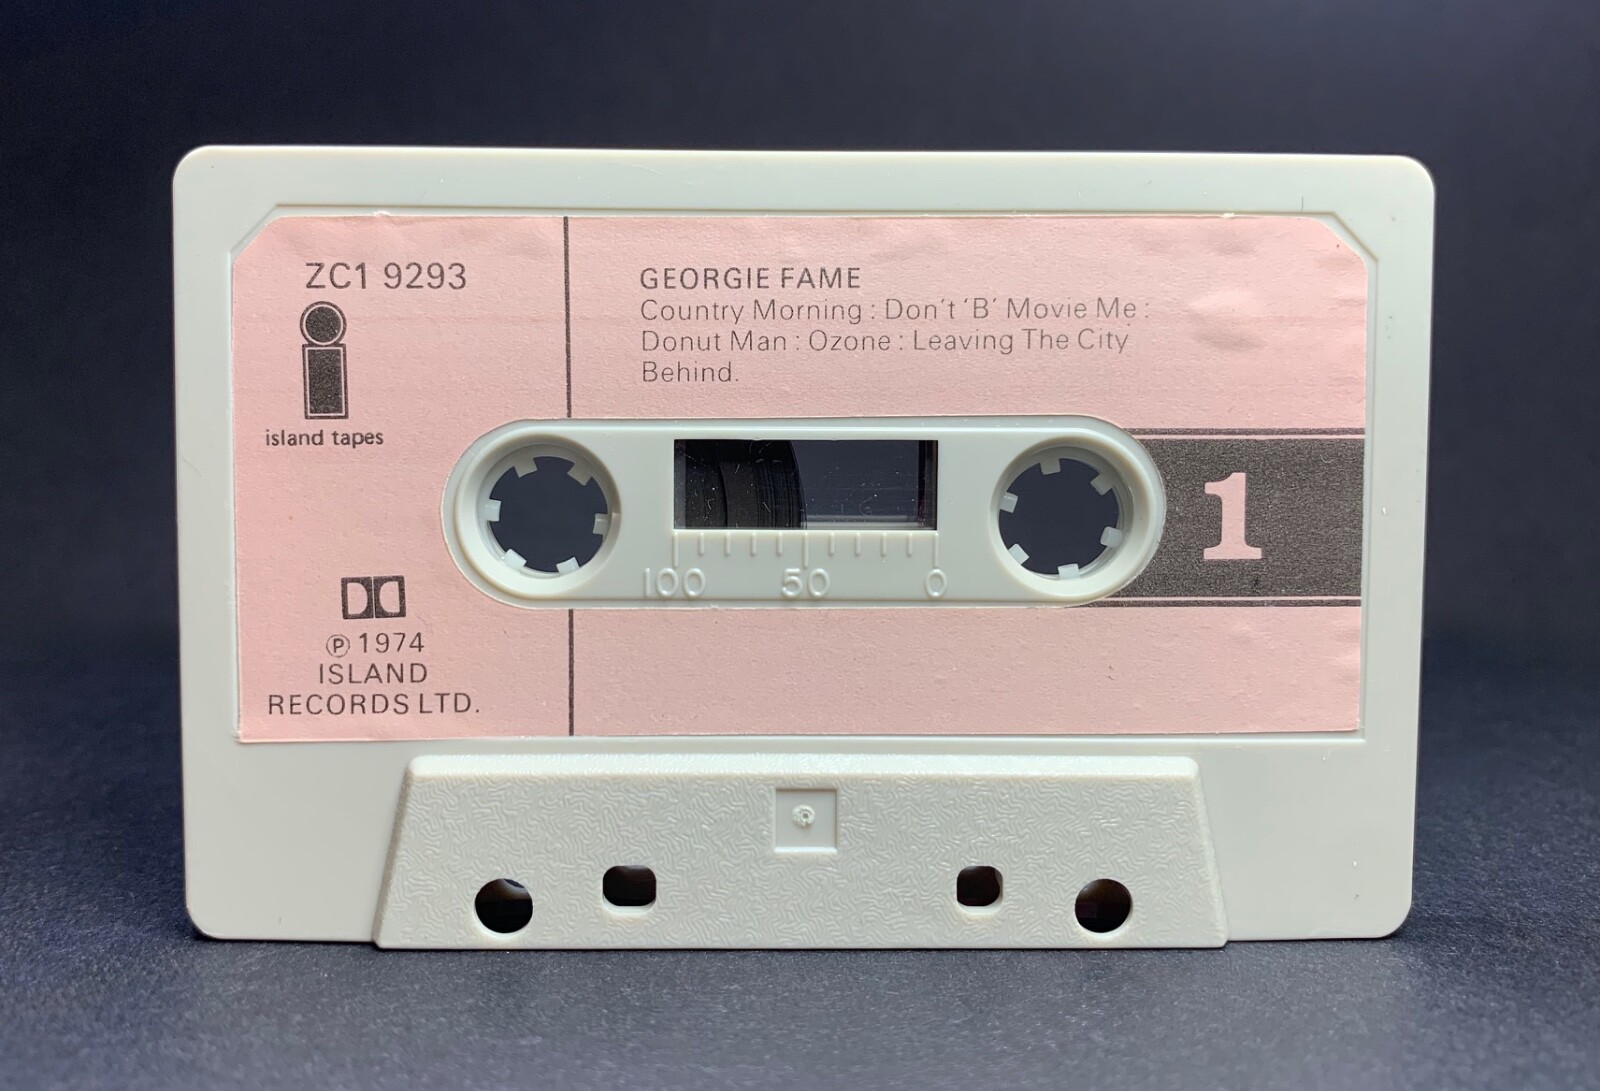 ZC1 9293
island tapes
℗ 1974
ISLAND
RECORDS LTD.
GEORGIE FAME
Country Morning : Don't 'B' Movie Me :
Donut Man : Ozone : Leaving The City
Behind.
100 50 0
1